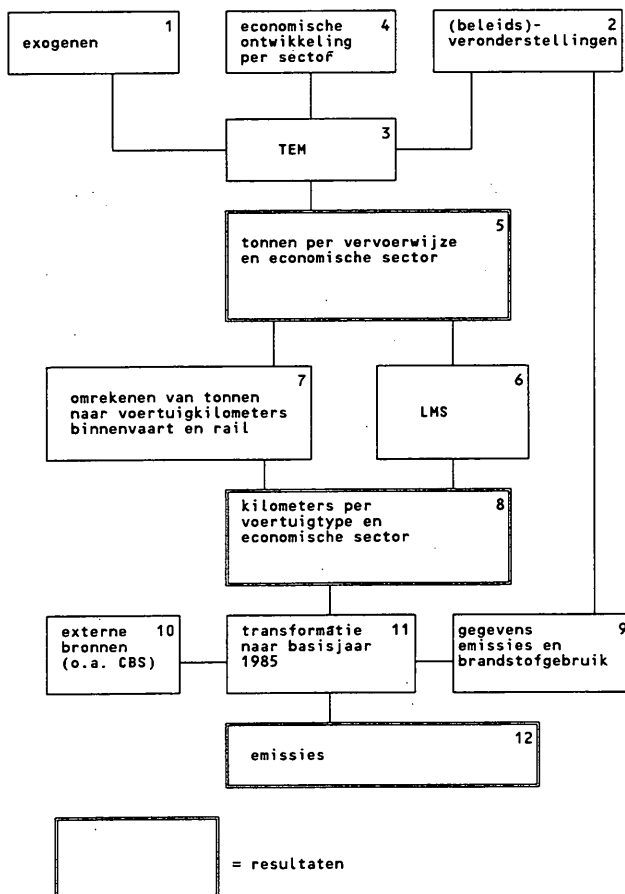 1
exogenen
4
economische
ontwikkeling
per sector
2
(beleids)-
veronderstellingen
3
TEM
5
tonnen per vervoerwijze
en economische sector
7
omrekenen van tonnen
naar voertuigkilometers
binnenvaart en rail
6
LMS
8
kilometers per
voertuigtype en
economische sector
10
externe
bronnen
(o.a. CBS)
11
transformatie
naar basisjaar
1985
9
gegevens
emissies en
brandstofgebruik
12
emissies
= resultaten